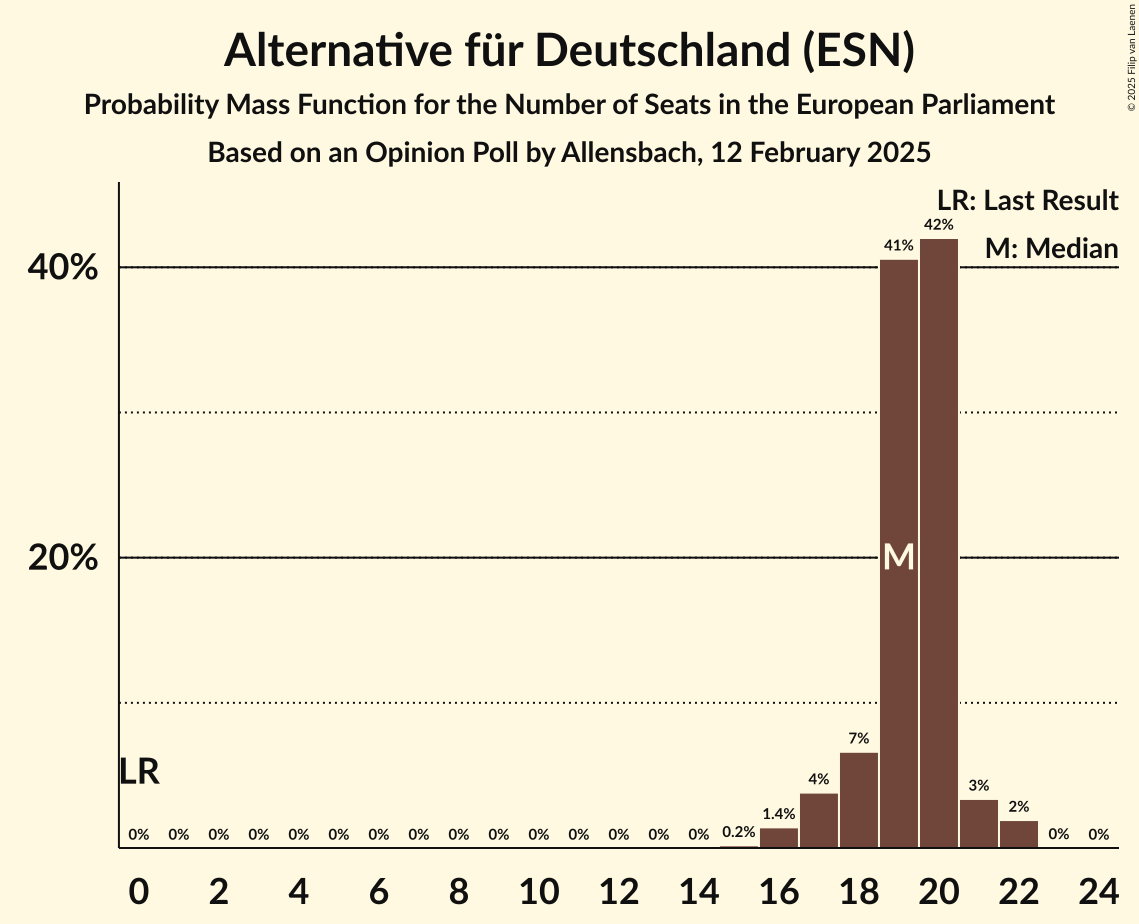 Alternative für Deutschland (ESN)
Probability Mass Function for the Number of Seats in the European Parliament
Based on an Opinion Poll by Allensbach, 12 February 2025
© 2025 Filip van Laenen
LR: Last Result
M: Median
40%
20%
41%
42%
M
LR
0% 0% 0% 0% 0% 0% 0% 0% 0% 0% 0% 0% 0% 0% 0% 0.2% 1.4% 4% 7% 3% 2% 0% 0%
0 2 4 6 8 10 12 14 16 18 20 22 24